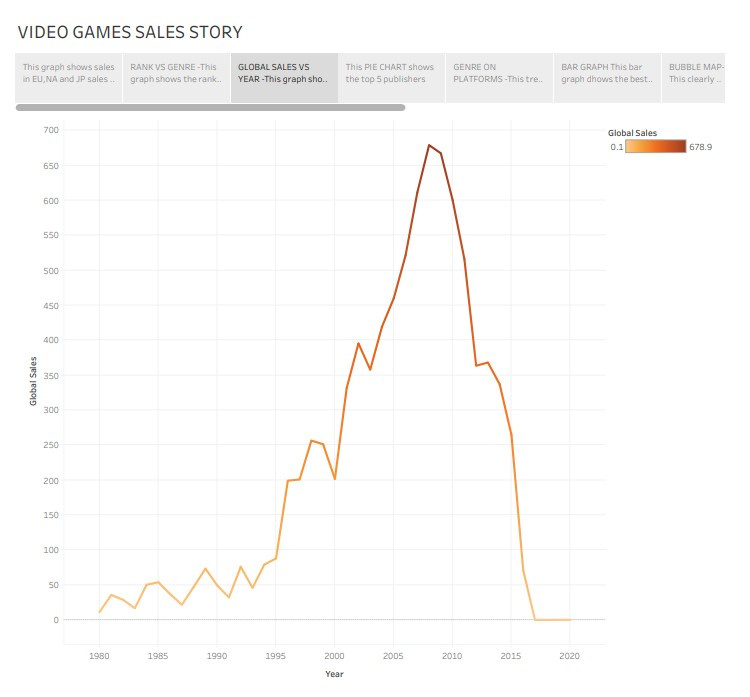 VIDEO GAMES SALES STORY
This graph shows sales
in EU,NA and JP sales ..
RANK VS GENRE -This
graph shows the rank..
GLOBAL SALES VS
YEAR -This graph sho..
This PIE CHART shows
the top 5 publishers
GENRE ON
PLATFORMS -This tre..
BAR GRAPH This bar
graph dhows the best..
BUBBLE MAP-
This clearly ..
Global Sales
0.1 678.9
700
650
600
550
500
450
400
350
300
250
200
150
100
50
0
Global Sales
1980 1985 1990 1995 2000 2005 2010 2015 2020
Year